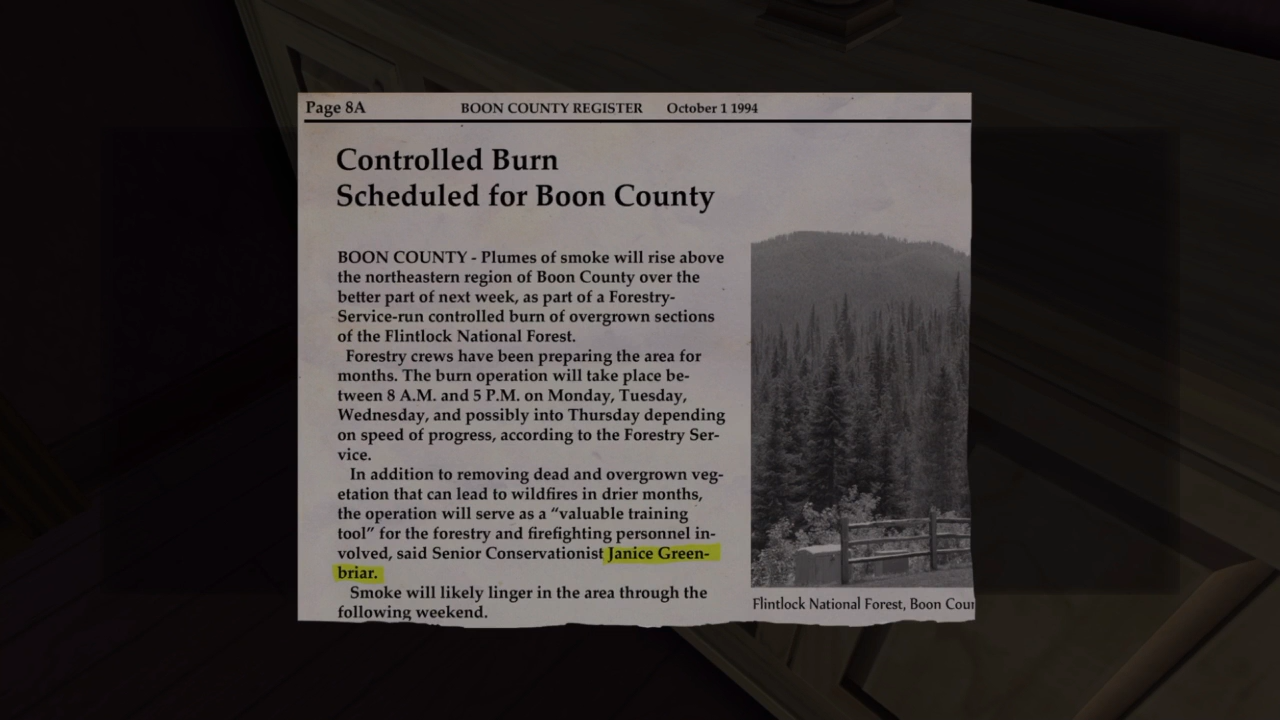 Page 8A BOON COUNTY REGISTER October 1 1994
Controlled Burn
Scheduled for Boon County
BOON COUNTY - Plumes of smoke will rise above
the northeastern region of Boon County over the
better part of next week, as part of a Forestry-
Service-run controlled burn of overgrown sections
of the Flintlock National Forest.
Forestry crews have been preparing the area for
months. The burn operation will take place be-
tween 8 A.M. and 5 P.M. on Monday, Tuesday,
Wednesday, and possibly into Thursday depending
on speed of progress, according to the Forestry Ser-
vice.
In addition to removing dead and overgrown veg-
etation that can lead to wildfires in drier months,
the operation will serve as a “valuable training
tool” for the forestry and firefighting personnel in-
volved, said Senior Conservationist Janice Green-
briar.
Smoke will likely linger in the area through the
following weekend.
Flintlock National Forest, Boon Coun